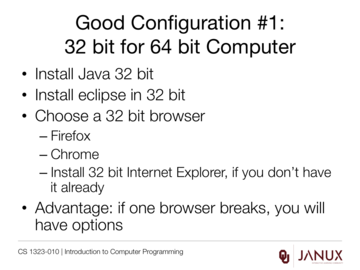 Good Configuration #1:
32 bit for 64 bit Computer
• Install Java 32 bit
• Install eclipse in 32 bit
• Choose a 32 bit browser
– Firefox
– Chrome
– Install 32 bit Internet Explorer, if you don't have
it already
• Advantage: if one browser breaks, you will
have options
CS 1323-010 | Introduction to Computer Programming
JANUX